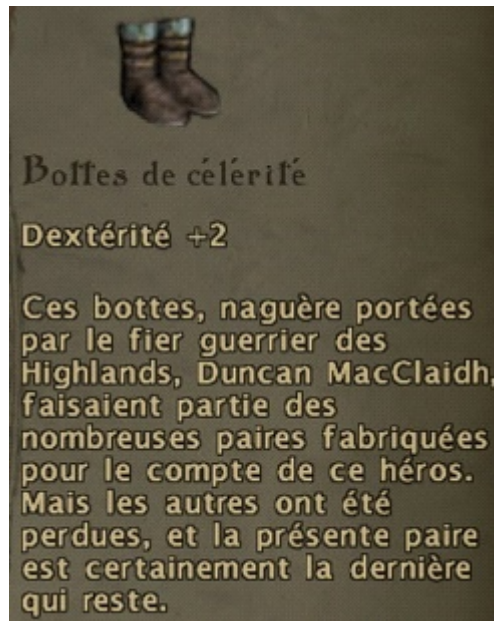 Bottes de célérité
Dextérité +2
Ces bottes, naguère portées
par le fier guerrier des
Highlands, Duncan MacClaidh,
faisaient partie des
nombreuses paires fabriquées
pour le compte de ce héros.
Mais les autres ont été
perdues, et la présente paire
est certainement la dernière
qui reste.